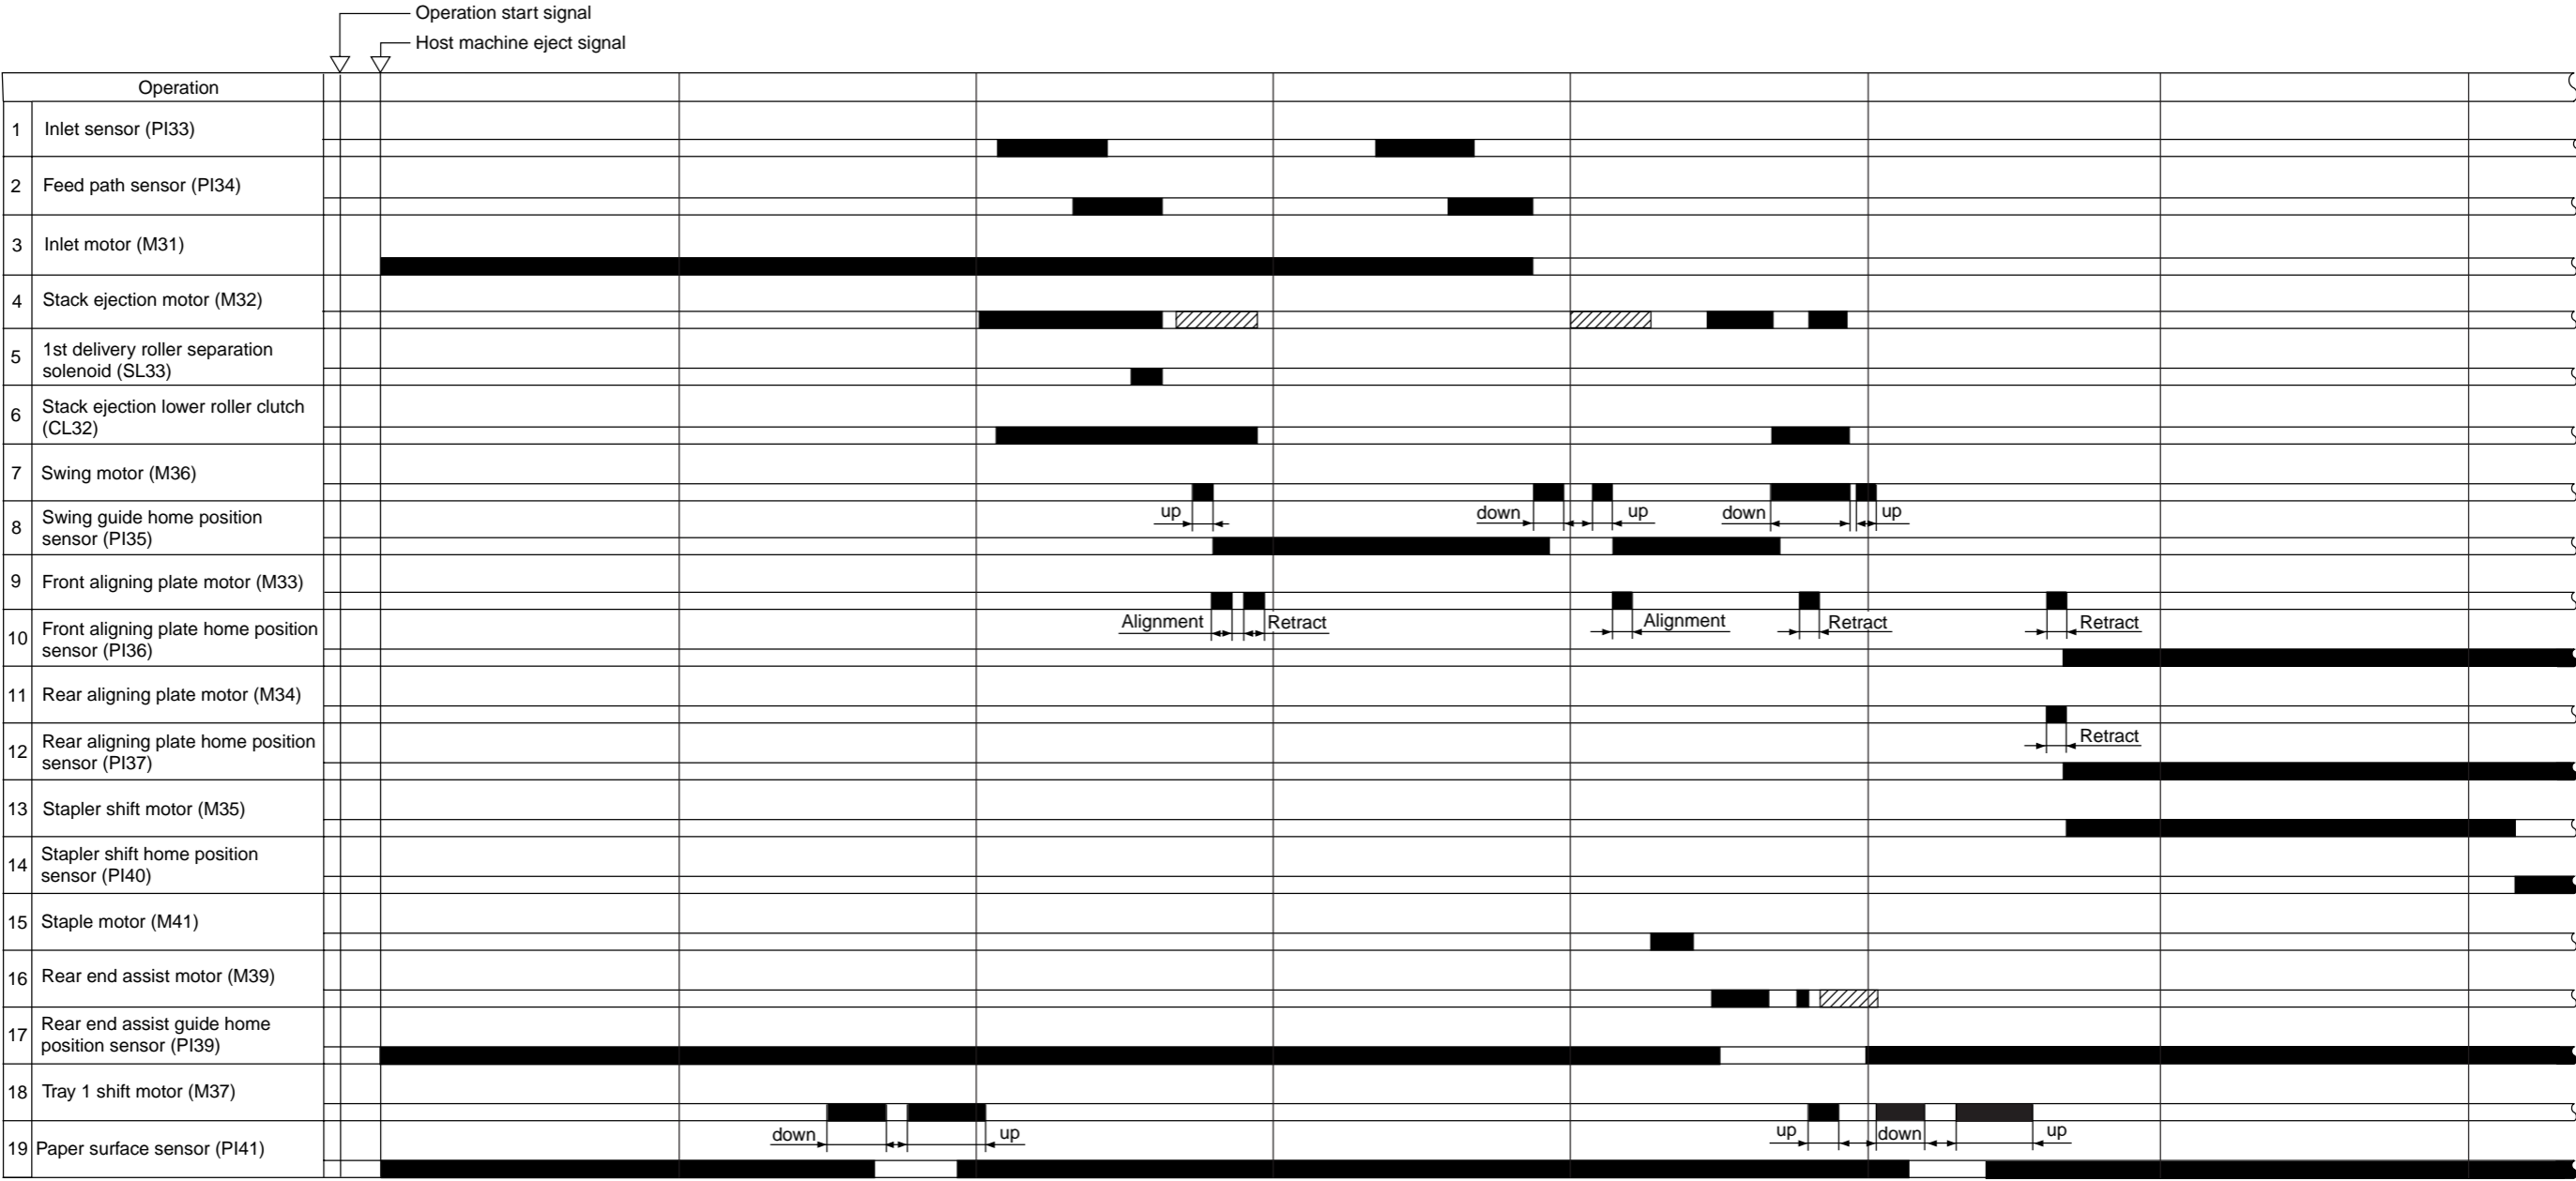 Operation start signal
Host machine eject signal
Operation
1 Inlet sensor (PI33)
2 Feed path sensor (PI34)
3 Inlet motor (M31)
4 Stack ejection motor (M32)
5 1st delivery roller separation
solenoid (SL33)
6 Stack ejection lower roller clutch
(CL32)
7 Swing motor (M36)
up down up down up
8 Swing guide home position
sensor (PI35)
9 Front aligning plate motor (M33)
Alignment Retract Alignment Retract Retract
10 Front aligning plate home position
sensor (PI36)
11 Rear aligning plate motor (M34)
Retract
12 Rear aligning plate home position
sensor (PI37)
13 Stapler shift motor (M35)
14 Stapler shift home position
sensor (PI40)
15 Staple motor (M41)
16 Rear end assist motor (M39)
17 Rear end assist guide home
position sensor (PI39)
18 Tray 1 shift motor (M37)
down up up down up
19 Paper surface sensor (PI41)